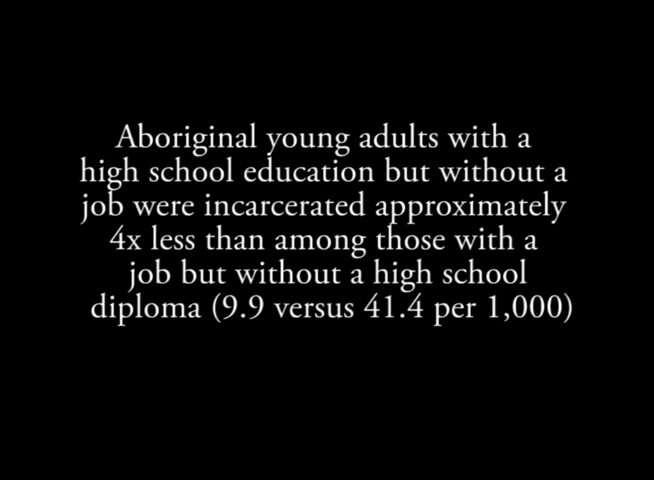 Aboriginal young adults with a
high school education but without a
job were incarcerated approximately
4x less than among those with a
job but without a high school
diploma (9.9 versus 41.4 per 1,000)